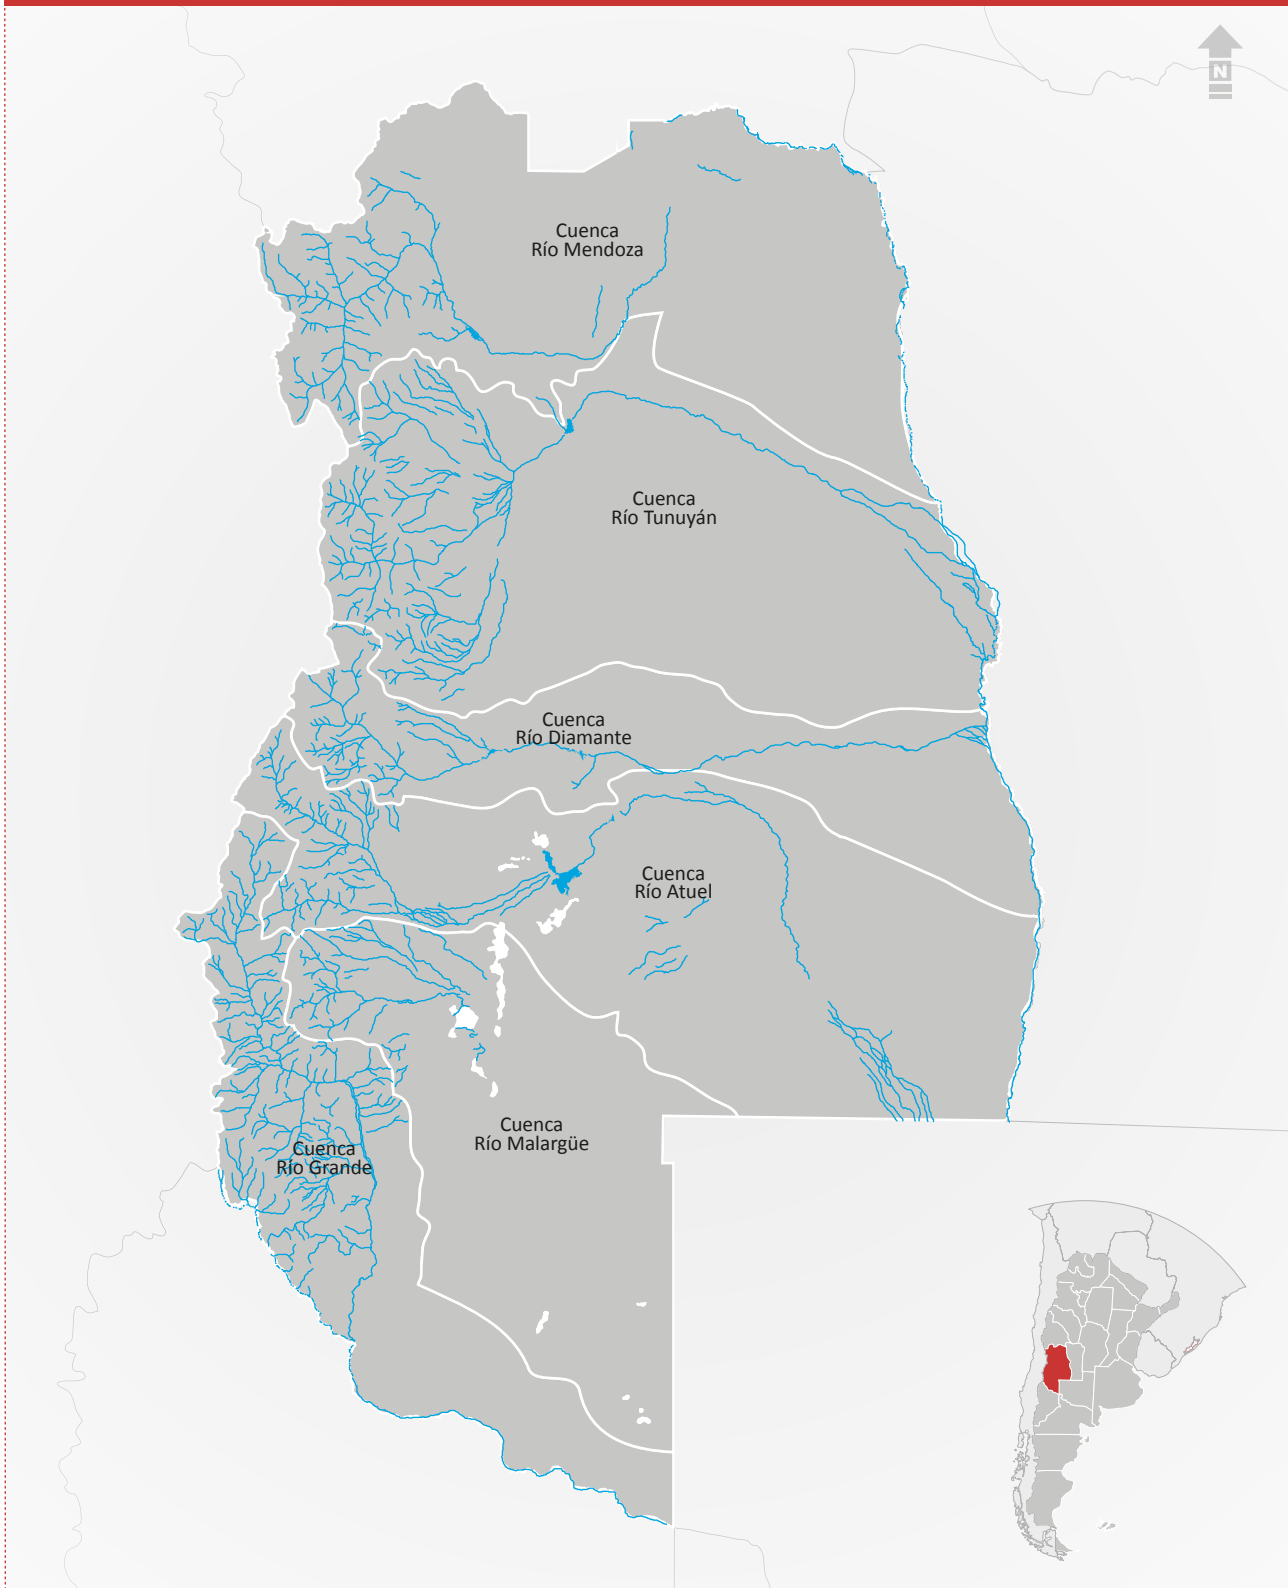 N
Cuenca
Río Mendoza
Cuenca
Río Tunuyán
Cuenca
Río Diamante
Cuenca
Río Atuel
Cuenca
Río Malargüe
Cuenca
Río Grande